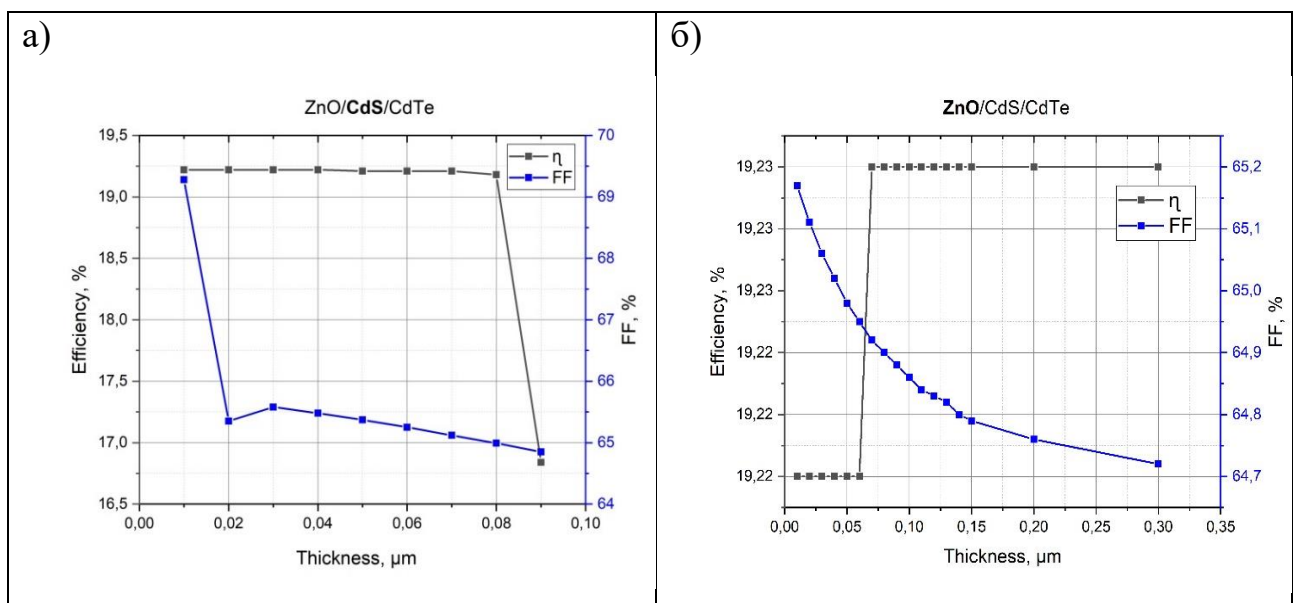 а)
ZnO/CdS/CdTe
η
FF
Efficiency, %
19,5
19,0
18,5
18,0
17,5
17,0
16,5
70
69
68
67
66
65
64
FF, %
0,00 0,02 0,04 0,06 0,08 0,10
Thickness, μm
б)
ZnO/CdS/CdTe
η
FF
Efficiency, %
19,23
19,23
19,23
19,22
19,22
19,22
65,2
65,1
65,0
64,9
64,8
64,7
FF, %
0,00 0,05 0,10 0,15 0,20 0,25 0,30 0,35
Thickness, μm